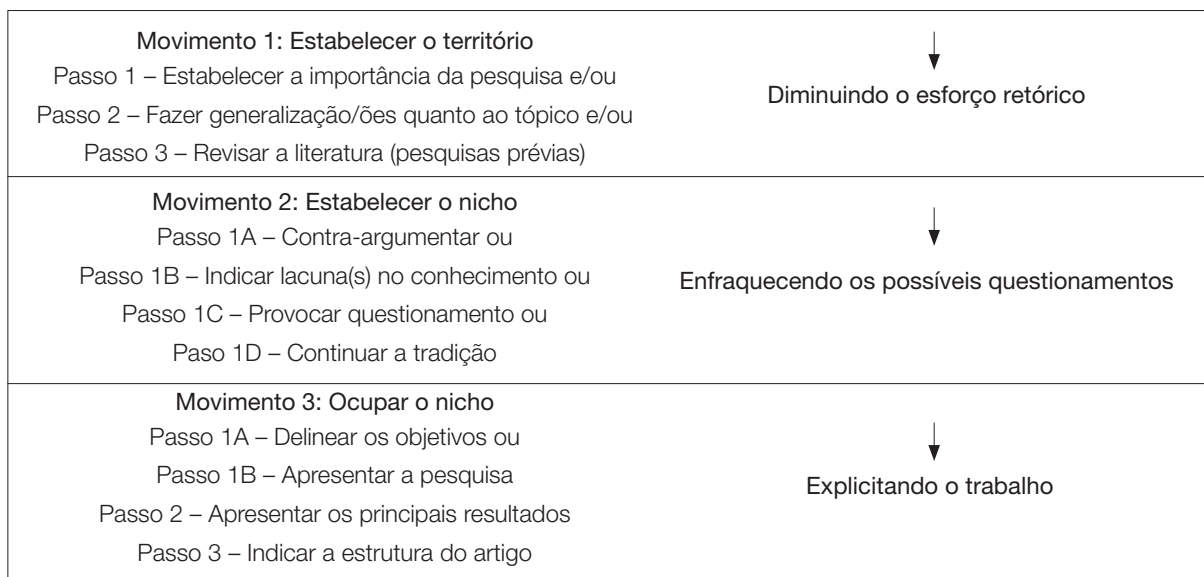 Movimento 1: Estabelecer o território
Passo 1 – Estabelecer a importância da pesquisa e/ou
Passo 2 – Fazer generalização/ões quanto ao tópico e/ou
Passo 3 – Revisar a literatura (pesquisas prévias)
Diminuindo o esforço retórico
Movimento 2: Estabelecer o nicho
Passo 1A – Contra-argumentar ou
Passo 1B – Indicar lacuna(s) no conhecimento ou
Passo 1C – Provocar questionamento ou
Paso 1D – Continuar a tradição
Enfraquecendo os possíveis questionamentos
Movimento 3: Ocupar o nicho
Passo 1A – Delinear os objetivos ou
Passo 1B – Apresentar a pesquisa
Passo 2 – Apresentar os principais resultados
Passo 3 – Indicar a estrutura do artigo
Explicitando o trabalho